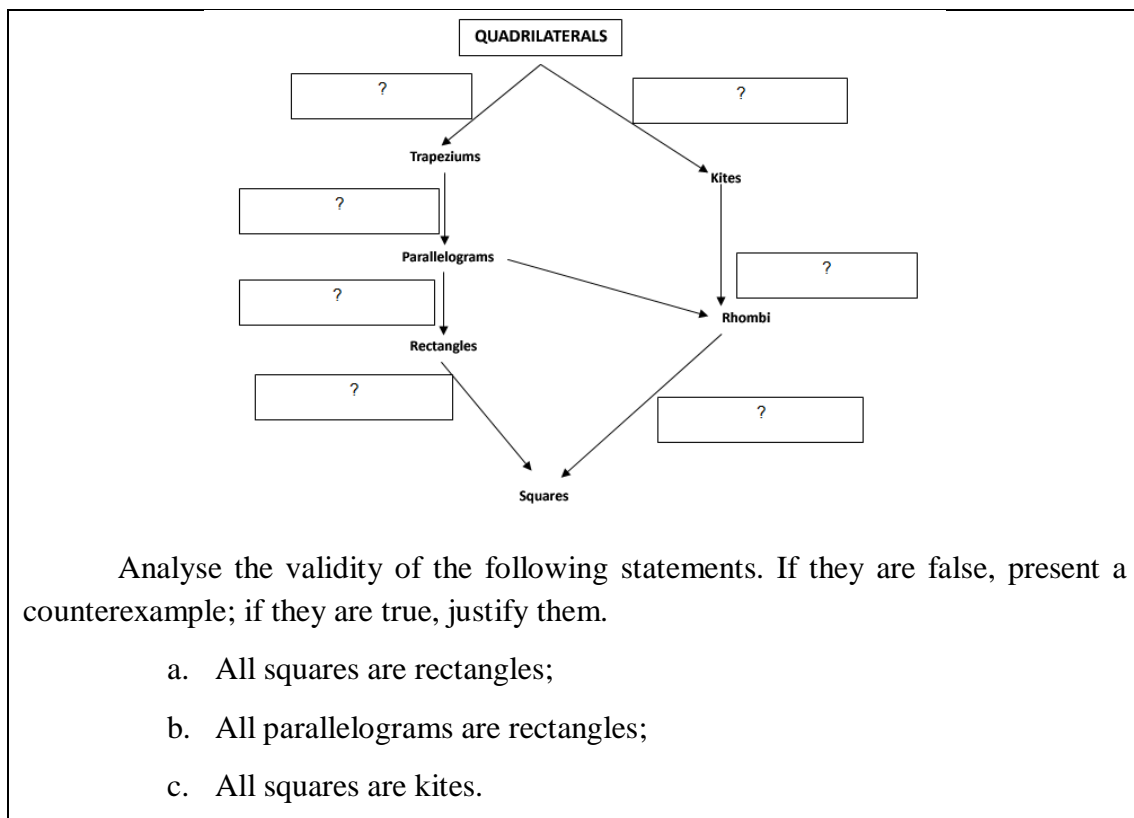 QUADRILATERALS
?
?
Trapeziums
Kites
?
Parallelograms
?
?
Rhombi
Rectangles
?
?
Squares
Analyse the validity of the following statements. If they are false, present a
counterexample; if they are true, justify them.
a. All squares are rectangles;
b. All parallelograms are rectangles;
c. All squares are kites.